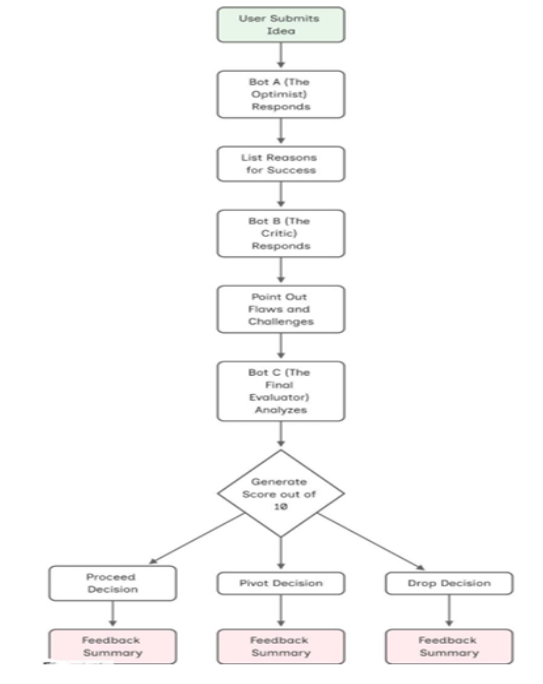 User Submits
Idea
Bot A (The
Optimist)
Responds
List Reasons
for Success
Bot B (The
Critic)
Responds
Point Out
Flaws and
Challenges
Bot C (The
Final
Evaluator)
Analyzes
Generate
Score out of
10
Proceed
Decision
Pivot Decision
Drop Decision
Feedback
Summary
Feedback
Summary
Feedback
Summary